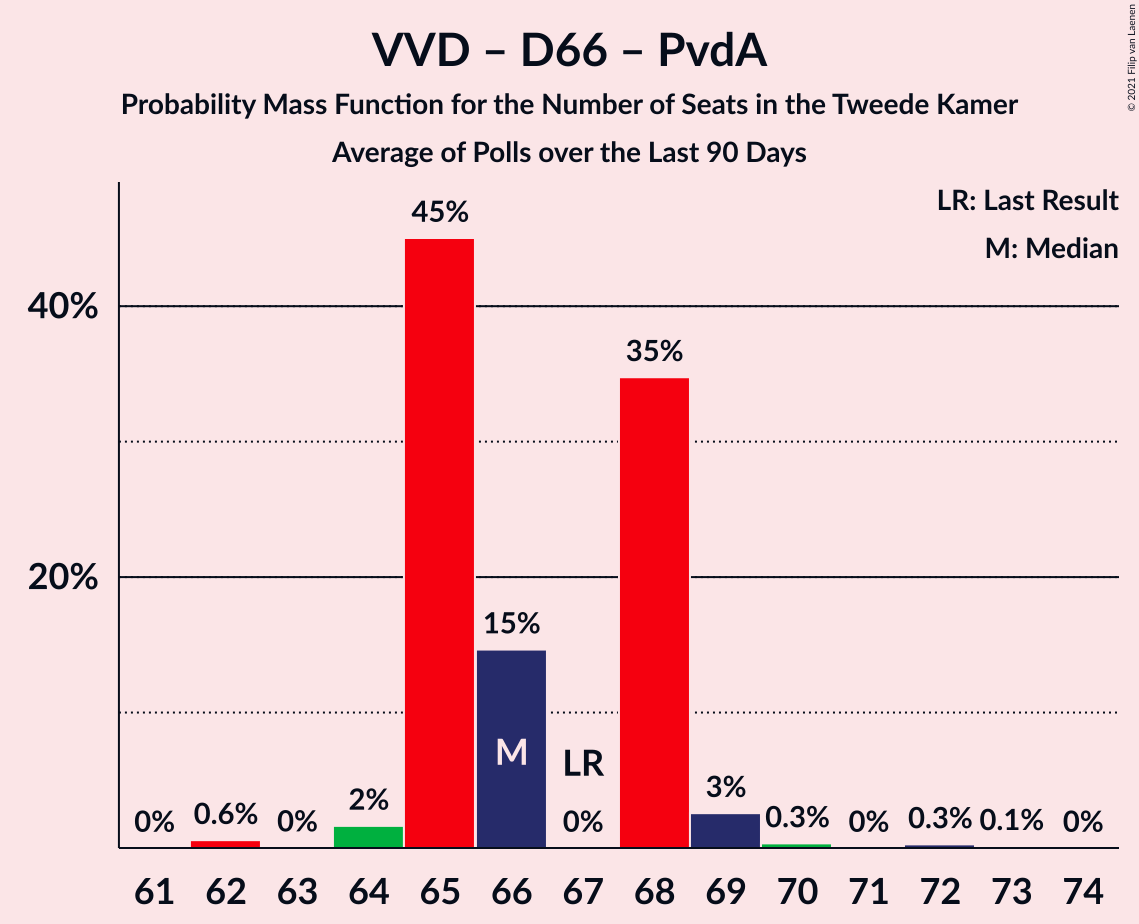 VVD – D66 – PvdA
Probability Mass Function for the Number of Seats in the Tweede Kamer
Average of Polls over the Last 90 Days
© 2021 Filip van Laenen
LR: Last Result
M: Median
40%
20%
0% 0.6% 0% 2% 45% 15% 0% 35% 3% 0.3% 0% 0.3% 0.1% 0%
M
LR
61 62 63 64 65 66 67 68 69 70 71 72 73 74